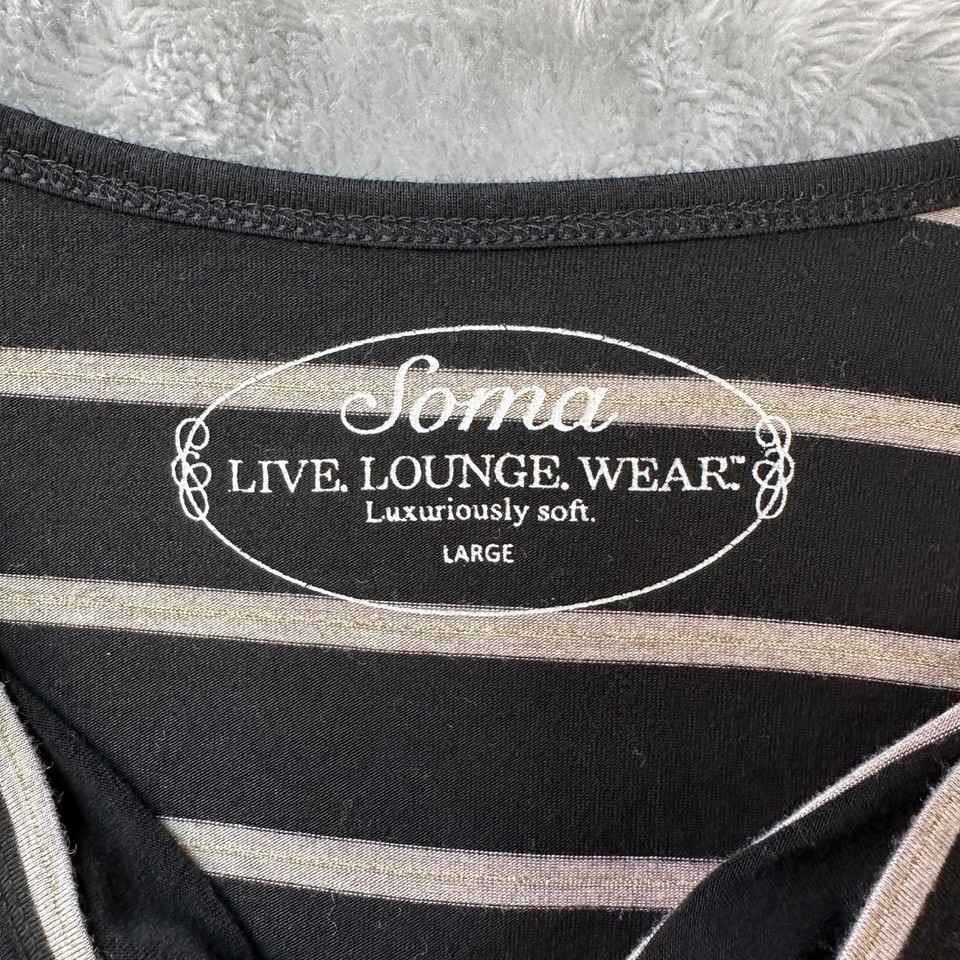 Soma
LIVE. LOUNGE. WEAR.™
Luxuriously soft.
LARGE